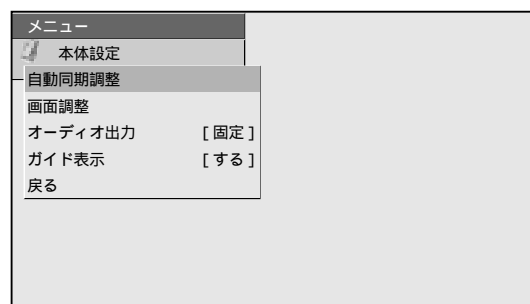 メニュー
本体設定
自動同期調整
画面調整
オーディオ出力 [ 固定 ]
ガイド表示 [ する ]
戻る